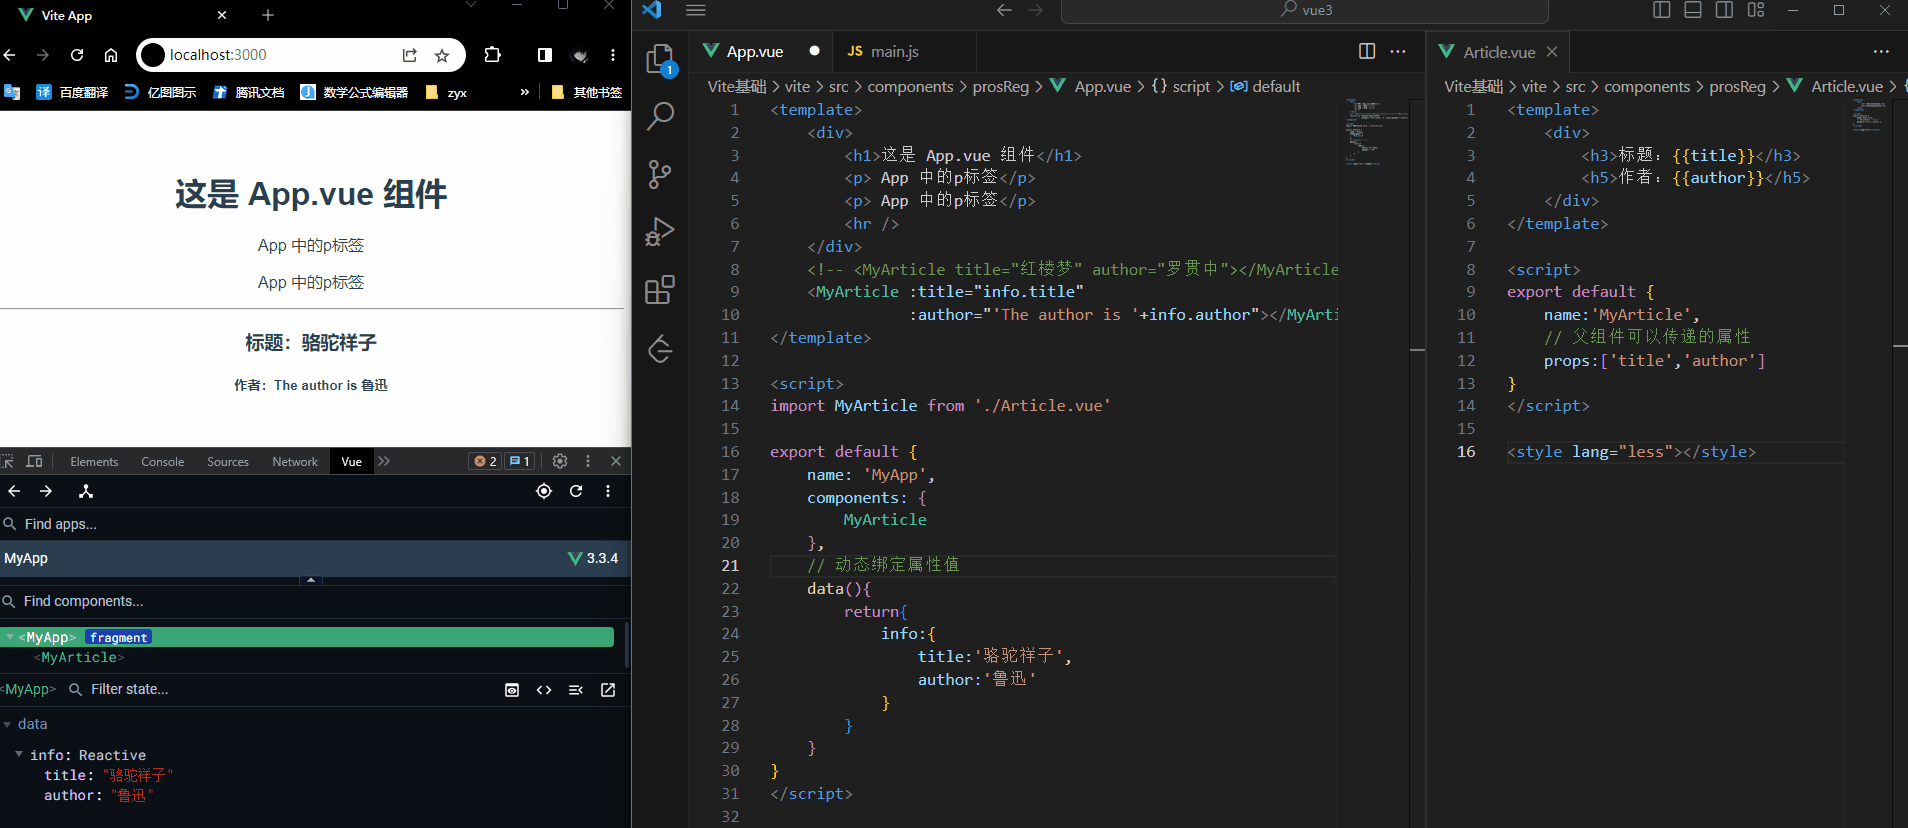 Vite App
localhost:3000
百度翻译 亿图图示 腾讯文档 数学公式编辑器 zyx » 其他书签
这是 App.vue 组件
App 中的p标签
App 中的p标签
标题：骆驼祥子
作者：The author is 鲁迅
Elements Console Sources Network Vue 2 1
Find apps...
MyApp 3.3.4
Find components...
<MyApp> fragment
<MyArticle>
<MyApp> Filter state...
data
info: Reactive
title: "骆驼祥子"
author: "鲁迅"
vue3
1
App.vue JS main.js
Vite基础 > vite > src > components > prosReg > App.vue > {} script > default
1 <template>
2 <div>
3 <h1>这是 App.vue 组件</h1>
4 <p> App 中的p标签</p>
5 <p> App 中的p标签</p>
6 <hr />
7 </div>
8 <!-- <MyArticle title="红楼梦" author="罗贯中"></MyArticle
9 <MyArticle :title="info.title"
10 :author="'The author is '+info.author"></MyArti
11 </template>
12
13 <script>
14 import MyArticle from './Article.vue'
15
16 export default {
17 name: 'MyApp',
18 components: {
19 MyArticle
20 },
21 // 动态绑定属性值
22 data(){
23 return{
24 info:{
25 title:'骆驼祥子',
26 author:'鲁迅'
27 }
28 }
29 }
30 }
31 </script>
32
Article.vue
Vite基础 > vite > src > components > prosReg > Article.vue >
1 <template>
2 <div>
3 <h3>标题：{{title}}</h3>
4 <h5>作者：{{author}}</h5>
5 </div>
6 </template>
7
8 <script>
9 export default {
10 name:'MyArticle',
11 // 父组件可以传递的属性
12 props:['title','author']
13 }
14 </script>
15
16 <style lang="less"></style>